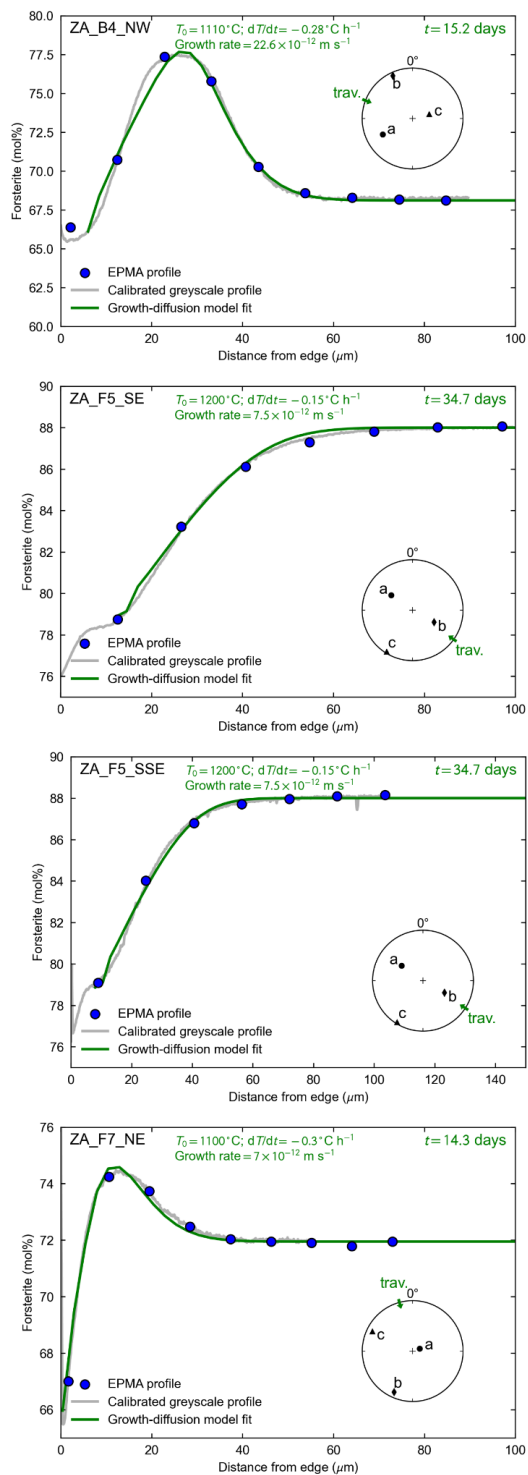 ZA_B4_NW
T₀ = 1110°C; dT/dt = −0.28°C h⁻¹
Growth rate = 22.6 × 10⁻¹² m s⁻¹
t = 15.2 days
80.0
77.5
75.0
72.5
70.0
67.5
65.0
62.5
60.0
Forsterite (mol%)
0°
trav.
b
c
a
EPMA profile
Calibrated greyscale profile
Growth-diffusion model fit
0 20 40 60 80 100
Distance from edge (μm)
ZA_F5_SE
T₀ = 1200°C; dT/dt = −0.15°C h⁻¹
Growth rate = 7.5 × 10⁻¹² m s⁻¹
t = 34.7 days
90
88
86
84
82
80
78
76
Forsterite (mol%)
0°
a
b
c
trav.
EPMA profile
Calibrated greyscale profile
Growth-diffusion model fit
0 20 40 60 80 100
Distance from edge (μm)
ZA_F5_SSE
T₀ = 1200°C; dT/dt = −0.15°C h⁻¹
Growth rate = 7.5 × 10⁻¹² m s⁻¹
t = 34.7 days
90
88
86
84
82
80
78
76
Forsterite (mol%)
0°
a
b
c
trav.
EPMA profile
Calibrated greyscale profile
Growth-diffusion model fit
0 20 40 60 80 100 120 140
Distance from edge (μm)
ZA_F7_NE
T₀ = 1100°C; dT/dt = −0.3°C h⁻¹
Growth rate = 7 × 10⁻¹² m s⁻¹
t = 14.3 days
76
74
72
70
68
66
Forsterite (mol%)
trav.
0°
c
a
b
EPMA profile
Calibrated greyscale profile
Growth-diffusion model fit
0 20 40 60 80 100
Distance from edge (μm)